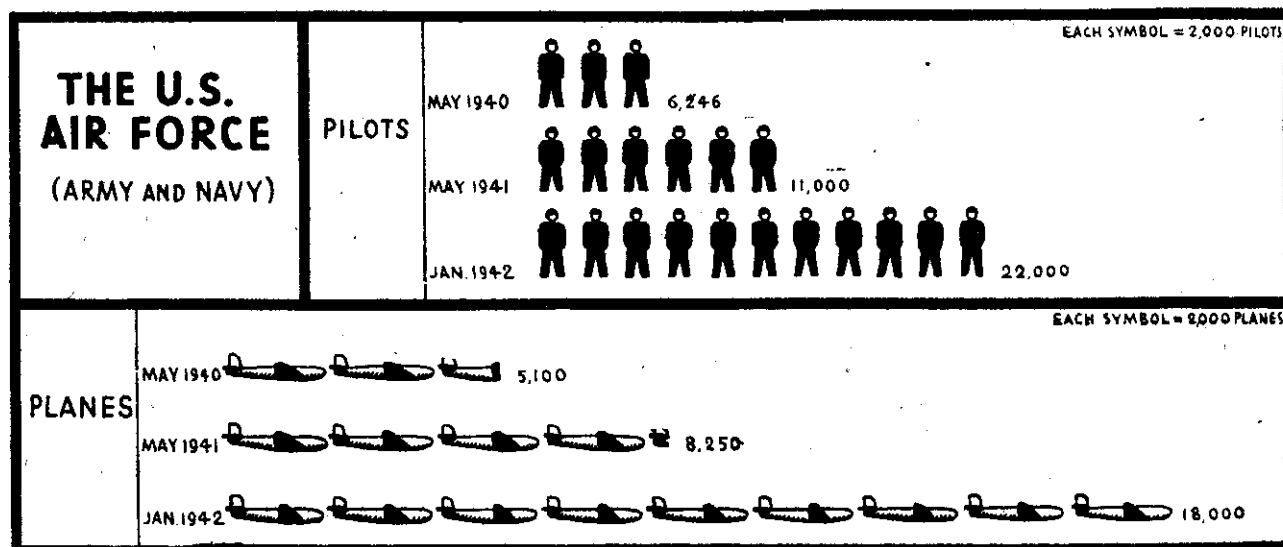 THE U.S.
AIR FORCE
(ARMY AND NAVY)
PILOTS
EACH SYMBOL = 2,000 PILOTS
MAY 1940
6,246
MAY 1941
11,000
JAN. 1942
22,000
PLANES
EACH SYMBOL = 2,000 PLANES
MAY 1940
5,100
MAY 1941
8,250
JAN. 1942
18,000